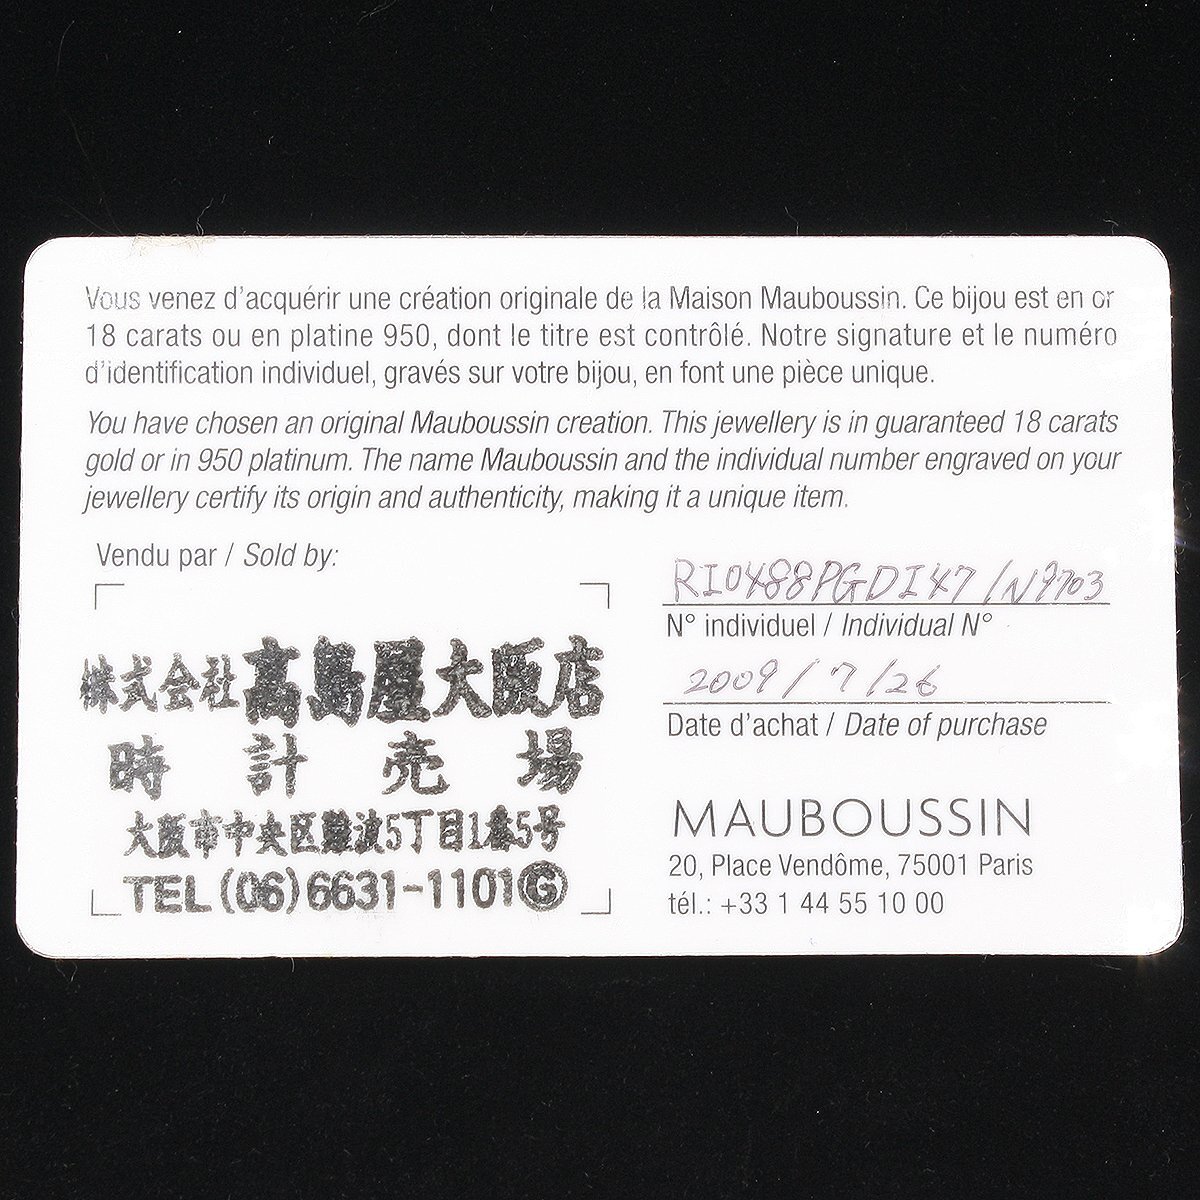 Vous venez d'acquérir une création originale de la Maison Mauboussin. Ce bijou est en or
18 carats ou en platine 950, dont le titre est contrôlé. Notre signature et le numéro
d'identification individuel, gravés sur votre bijou, en font une pièce unique.
You have chosen an original Mauboussin creation. This jewellery is in guaranteed 18 carats
gold or in 950 platinum. The name Mauboussin and the individual number engraved on your
jewellery certify its origin and authenticity, making it a unique item.
Vendu par / Sold by:
株式会社高島屋大阪店
時計売場
大阪市中央区難波5丁目1番5号
TEL (06) 6631-1101 Ⓖ
RI0488PGDI47/N9703
N° individuel / Individual N°
2009/7/26
Date d'achat / Date of purchase
MAUBOUSSIN
20, Place Vendôme, 75001 Paris
tél.: +33 1 44 55 10 00